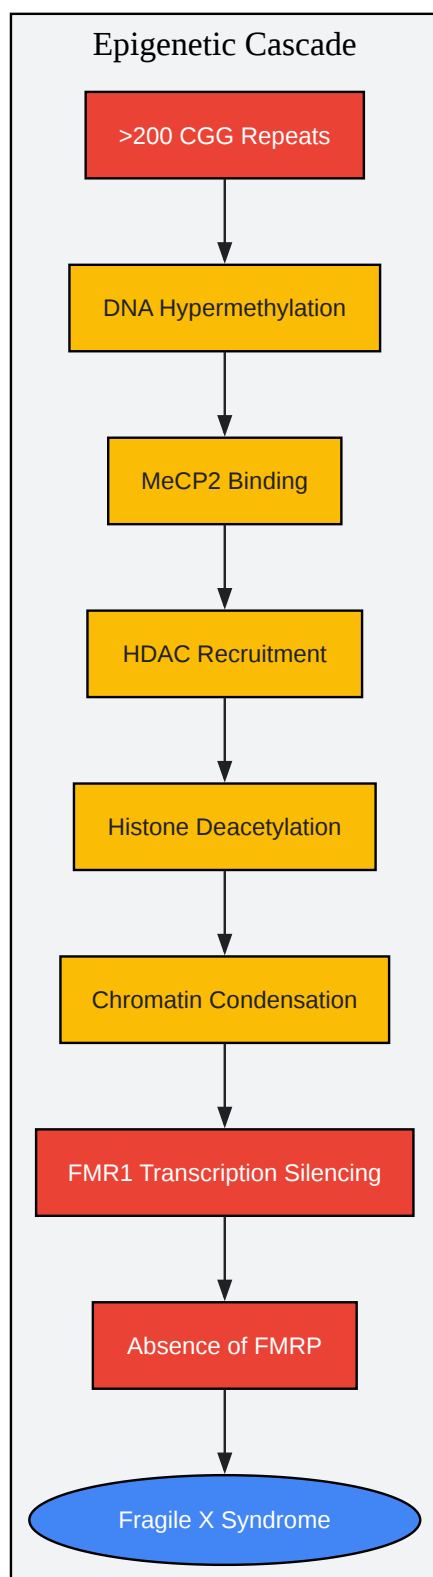 Epigenetic Cascade
>200 CGG Repeats
DNA Hypermethylation
MeCP2 Binding
HDAC Recruitment
Histone Deacetylation
Chromatin Condensation
FMR1 Transcription Silencing
Absence of FMRP
Fragile X Syndrome